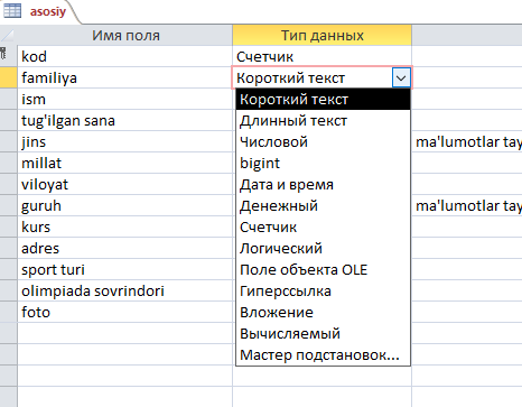 asosiy
Имя поля Тип данных
kod Счетчик
familiya Короткий текст
ism Короткий текст
tug'ilgan sana Длинный текст
jins Числовой ma'lumotlar tay
millat bigint
viloyat Дата и время
guruh Денежный ma'lumotlar tay
kurs Счетчик
adres Логический
sport turi Поле объекта OLE
olimpiada sovrindori Гиперссылка
foto Вложение
Вычисляемый
Мастер подстановок...